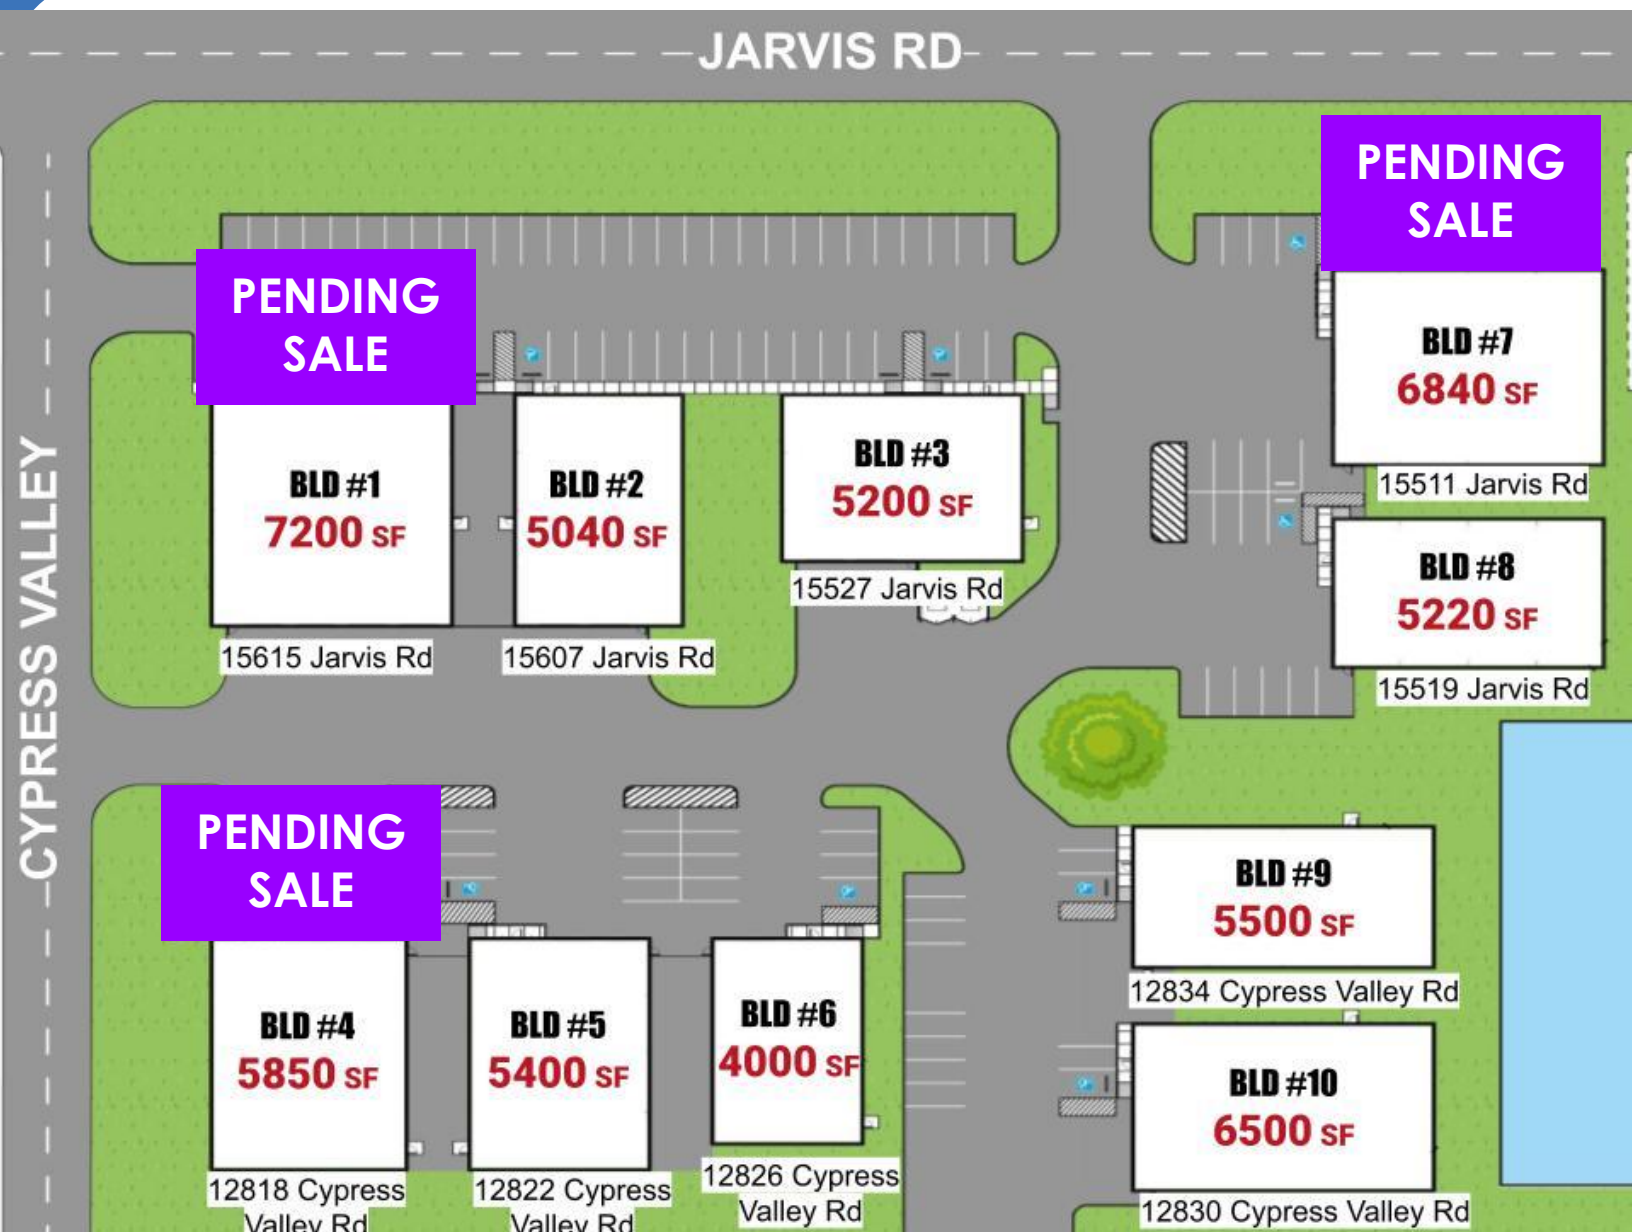 JARVIS RD
PENDING
SALE
PENDING
SALE
BLD #7
6840 SF
15511 Jarvis Rd
BLD #1
7200 SF
15615 Jarvis Rd
BLD #2
5040 SF
15607 Jarvis Rd
BLD #3
5200 SF
15527 Jarvis Rd
BLD #8
5220 SF
15519 Jarvis Rd
CYPRESS VALLEY
PENDING
SALE
BLD #4
5850 SF
12818 Cypress
Valley Rd
BLD #5
5400 SF
12822 Cypress
Valley Rd
BLD #6
4000 SF
12826 Cypress
Valley Rd
BLD #9
5500 SF
12834 Cypress Valley Rd
BLD #10
6500 SF
12830 Cypress Valley Rd